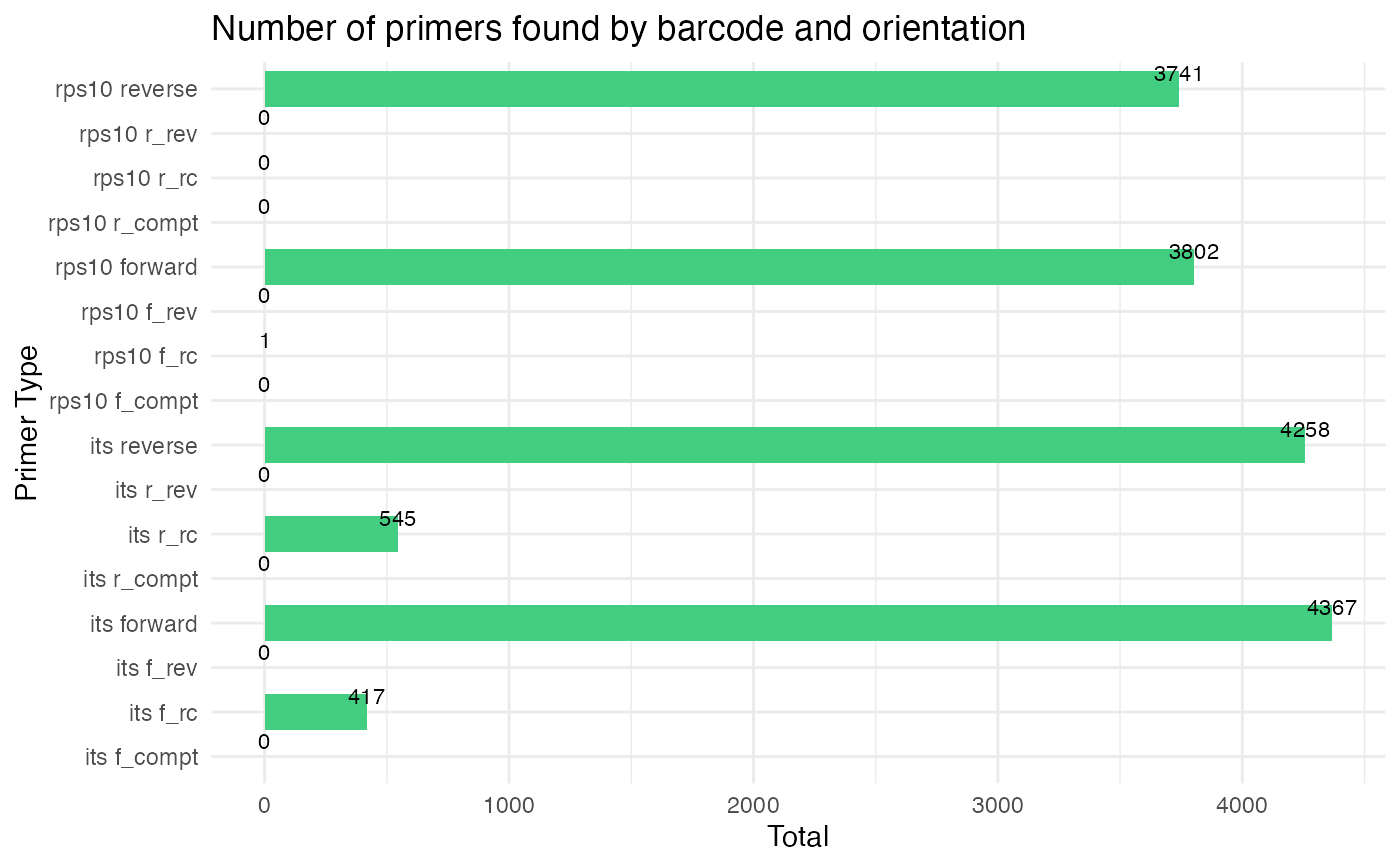 Number of primers found by barcode and orientation
Primer Type
rps10 reverse 3741
rps10 r_rev 0
rps10 r_rc 0
rps10 r_compt 0
rps10 forward 3802
rps10 f_rev 0
rps10 f_rc 1
rps10 f_compt 0
its reverse 4258
its r_rev 0
its r_rc 545
its r_compt 0
its forward 4367
its f_rev 0
its f_rc 417
its f_compt 0
0 1000 2000 3000 4000
Total